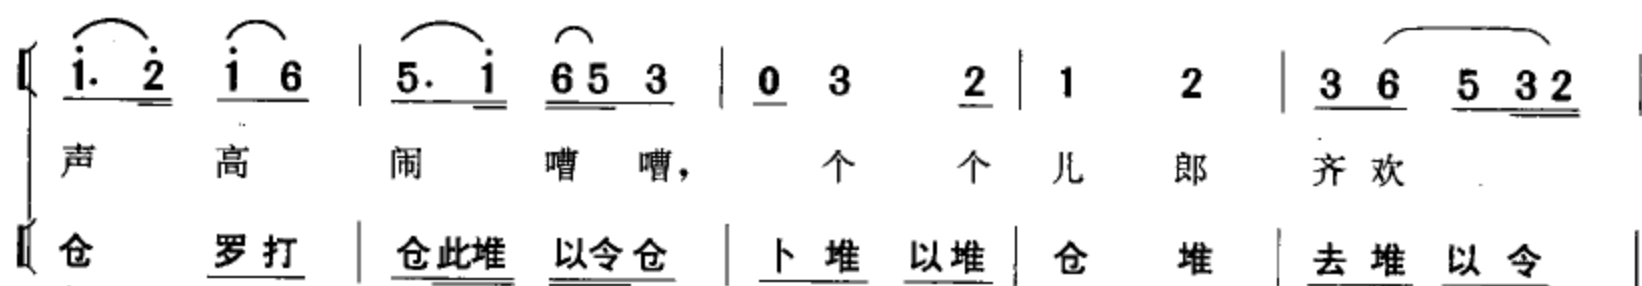 1̇. 2̇ 1̇ 6 | 5. 1̇ 6 5 3 | 0 3 2 | 1 2 | 3 6 5 3 2 |
声 高 闹 嘈 嘈， 个 个 儿 郎 齐 欢
仓 罗 打 | 仓 此 堆 以 令 仓 | 卜 堆 以 堆 | 仓 堆 | 去 堆 以 令 |